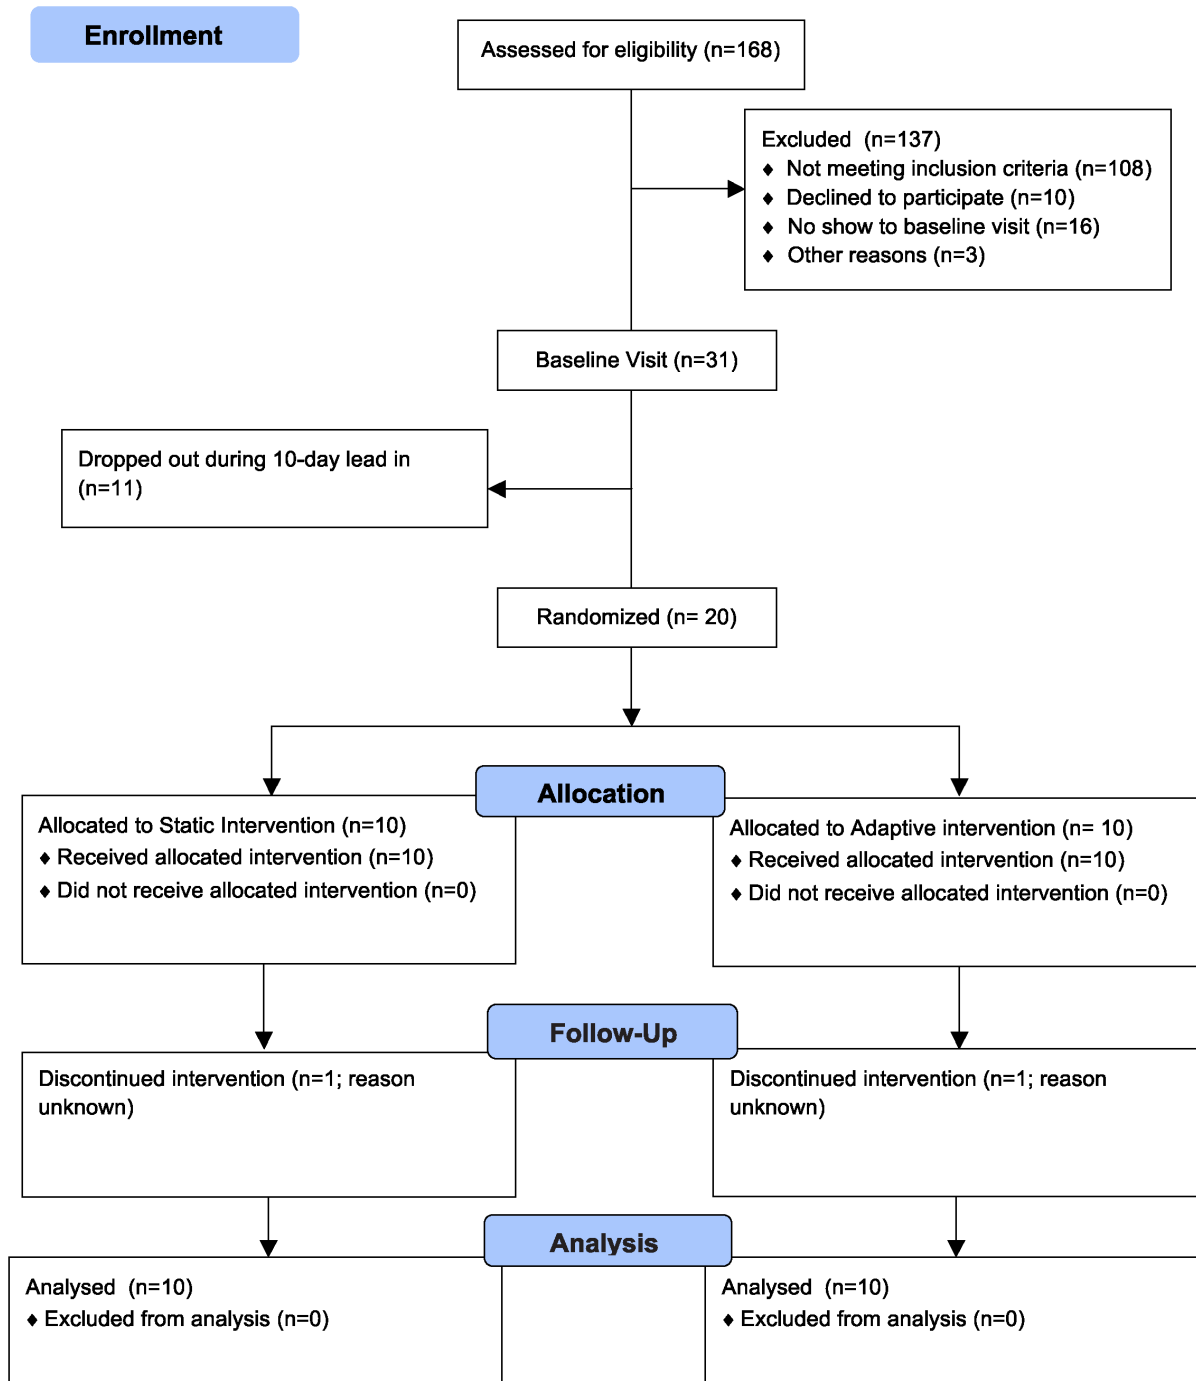 Enrollment
Assessed for eligibility (n=168)
Excluded  (n=137)
♦ Not meeting inclusion criteria (n=108)
♦ Declined to participate (n=10)
♦ No show to baseline visit (n=16)
♦ Other reasons (n=3)
Baseline Visit (n=31)
Dropped out during 10-day lead in
(n=11)
Randomized (n= 20)
Allocation
Allocated to Static Intervention (n=10)
♦ Received allocated intervention (n=10)
♦ Did not receive allocated intervention (n=0)
Allocated to Adaptive intervention (n= 10)
♦ Received allocated intervention (n=10)
♦ Did not receive allocated intervention (n=0)
Follow-Up
Discontinued intervention (n=1; reason
unknown)
Discontinued intervention (n=1; reason
unknown)
Analysis
Analysed  (n=10)
♦ Excluded from analysis (n=0)
Analysed  (n=10)
♦ Excluded from analysis (n=0)